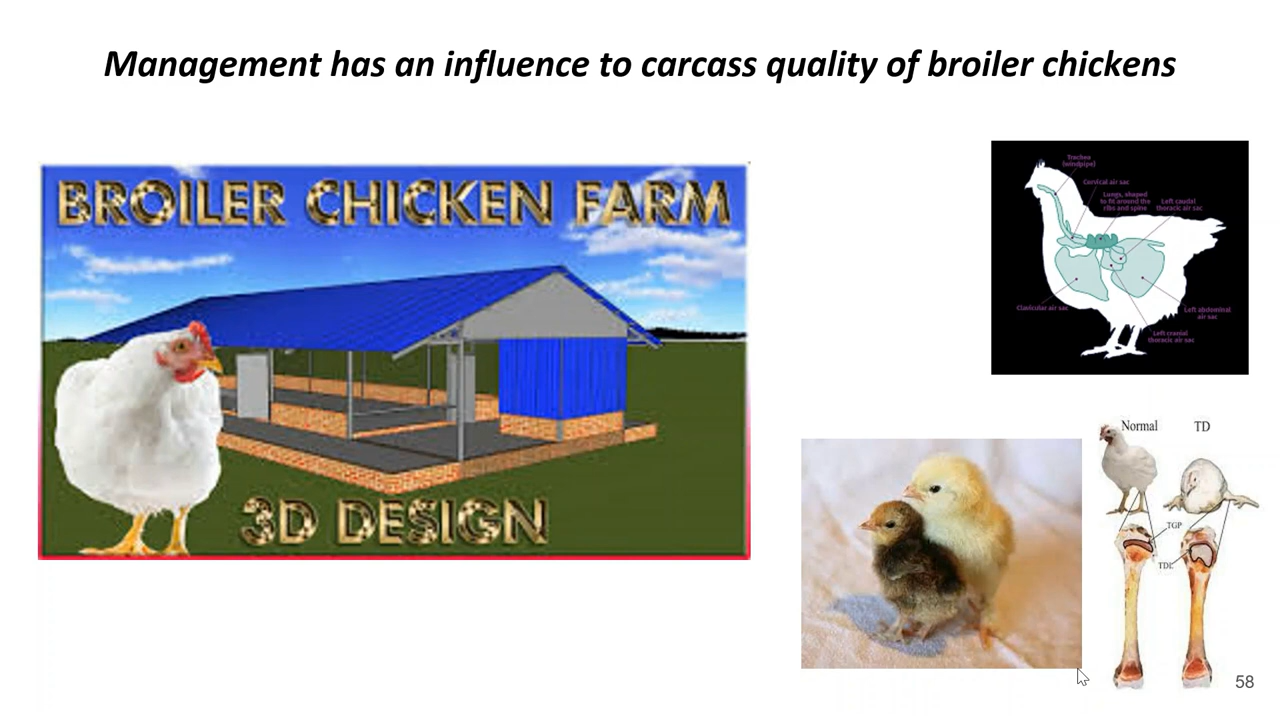 Management has an influence to carcass quality of broiler chickens
BROILER CHICKEN FARM
3D DESIGN
Trachea
(windpipe)
Cervical air sac
Lungs, shaped
to fit around the
ribs and spine
Left caudal
thoracic air sac
Clavicular air sac
Left abdominal
air sac
Left cranial
thoracic air sac
Normal
TD
TGP
TDL
58